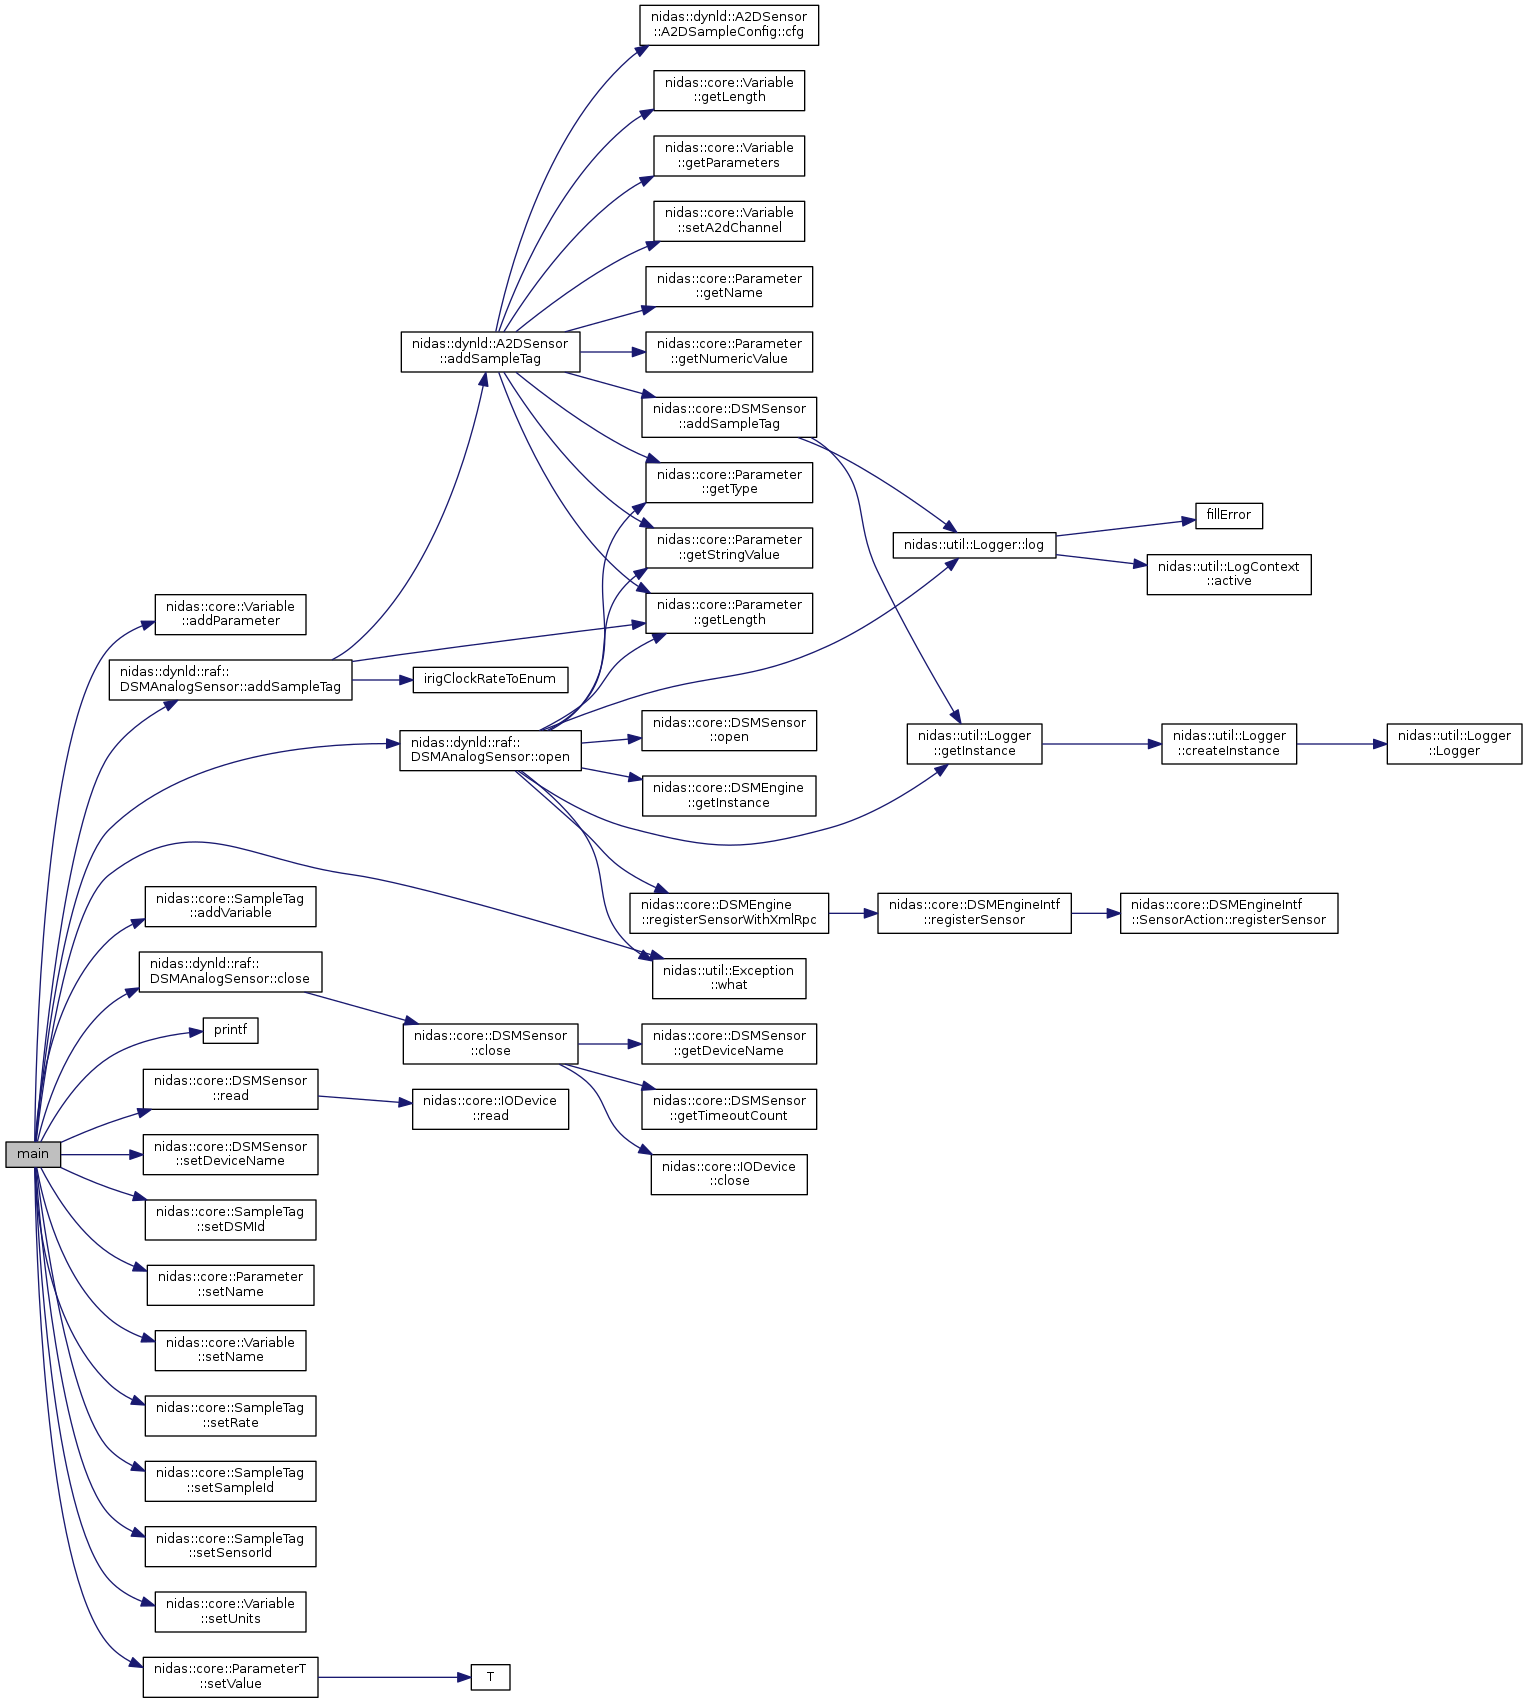 nidas::dynld::A2DSensor
::A2DSampleConfig::cfg
nidas::core::Variable
::getLength
nidas::core::Variable
::getParameters
nidas::core::Variable
::setA2dChannel
nidas::core::Parameter
::getName
nidas::dynld::A2DSensor
::addSampleTag
nidas::core::Parameter
::getNumericValue
nidas::core::DSMSensor
::addSampleTag
nidas::core::Parameter
::getType
nidas::core::Parameter
::getStringValue
nidas::core::Parameter
::getLength
nidas::util::Logger::log
fillError
nidas::util::LogContext
::active
nidas::core::Variable
::addParameter
nidas::dynld::raf::
DSMAnalogSensor::addSampleTag
irigClockRateToEnum
nidas::dynld::raf::
DSMAnalogSensor::open
nidas::core::DSMSensor
::open
nidas::core::DSMEngine
::getInstance
nidas::util::Logger
::getInstance
nidas::util::Logger
::createInstance
nidas::util::Logger
::Logger
nidas::core::DSMEngine
::registerSensorWithXmlRpc
nidas::core::DSMEngineIntf
::registerSensor
nidas::core::DSMEngineIntf
::SensorAction::registerSensor
nidas::util::Exception
::what
nidas::core::SampleTag
::addVariable
nidas::dynld::raf::
DSMAnalogSensor::close
printf
nidas::core::DSMSensor
::close
nidas::core::DSMSensor
::getDeviceName
nidas::core::DSMSensor
::getTimeoutCount
nidas::core::IODevice
::close
nidas::core::DSMSensor
::read
nidas::core::IODevice
::read
main
nidas::core::DSMSensor
::setDeviceName
nidas::core::SampleTag
::setDSMId
nidas::core::Parameter
::setName
nidas::core::Variable
::setName
nidas::core::SampleTag
::setRate
nidas::core::SampleTag
::setSampleId
nidas::core::SampleTag
::setSensorId
nidas::core::Variable
::setUnits
nidas::core::ParameterT
::setValue
T